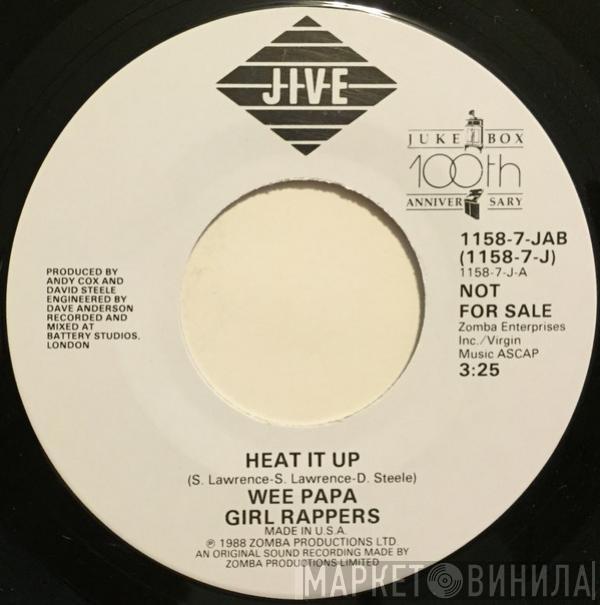 JIVE
JUKE BOX
100th
ANNIVERSARY
1158-7-JAB
(1158-7-J)
1158-7-J-A
NOT
FOR SALE
Zomba Enterprises
Inc./Virgin
Music ASCAP
3:25
PRODUCED BY
ANDY COX AND
DAVID STEELE
ENGINEERED BY
DAVE ANDERSON
RECORDED AND
MIXED AT
BATTERY STUDIOS,
LONDON
HEAT IT UP
(S. Lawrence-S. Lawrence-D. Steele)
WEE PAPA
GIRL RAPPERS
MADE IN U.S.A.
℗ 1988 ZOMBA PRODUCTIONS LTD.
AN ORIGINAL SOUND RECORDING MADE BY
ZOMBA PRODUCTIONS LIMITED
МАРКЕТ ВИНИЛА